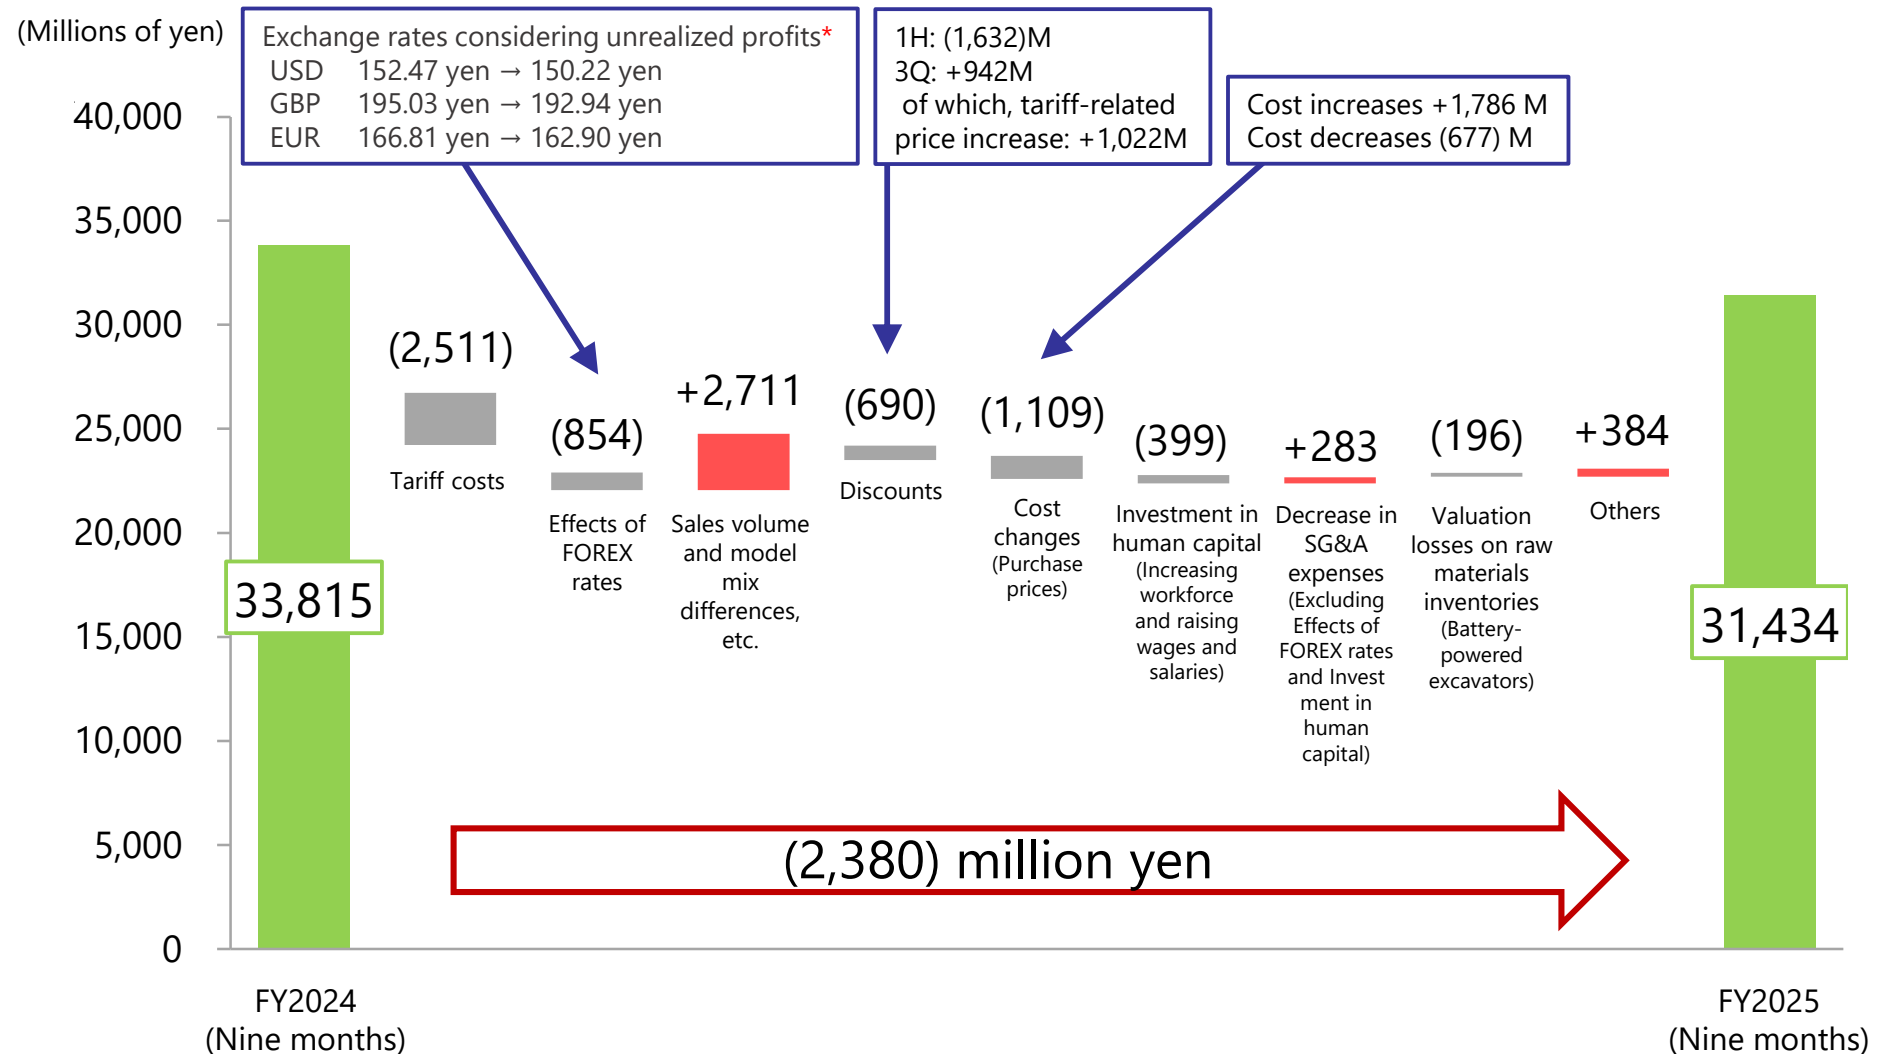 (Millions of yen)
Exchange rates considering unrealized profits*
USD 152.47 yen → 150.22 yen
GBP 195.03 yen → 192.94 yen
EUR 166.81 yen → 162.90 yen
1H: (1,632)M
3Q: +942M
of which, tariff-related
price increase: +1,022M
Cost increases +1,786 M
Cost decreases (677) M
40,000
35,000
30,000
25,000
20,000
15,000
10,000
5,000
0
33,815
(2,511)
Tariff costs
(854)
Effects of
FOREX
rates
+2,711
Sales volume
and model
mix
differences,
etc.
(690)
Discounts
(1,109)
Cost
changes
(Purchase
prices)
(399)
Investment in
human capital
(Increasing
workforce
and raising
wages and
salaries)
+283
Decrease in
SG&A
expenses
(Excluding
Effects of
FOREX rates
and Invest
ment in
human
capital)
(196)
Valuation
losses on raw
materials
inventories
(Battery-
powered
excavators)
+384
Others
31,434
(2,380) million yen
FY2024
(Nine months)
FY2025
(Nine months)